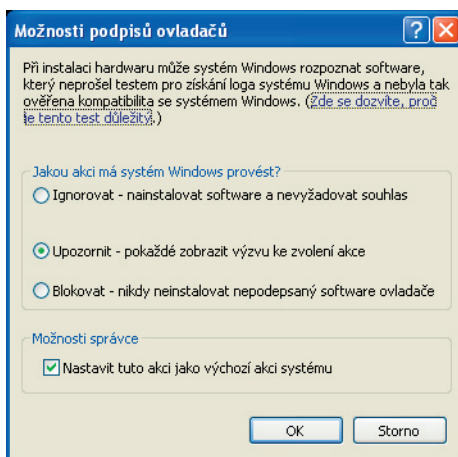 Možnosti podpisů ovladačů
Při instalaci hardwaru může systém Windows rozpoznat software,
který neprošel testem pro získání loga systému Windows a nebyla tak
ověřena kompatibilita se systémem Windows. (Zde se dozvíte, proč
je tento test důležitý.)
Jakou akci má systém Windows provést?
Ignorovat - nainstalovat software a nevyžadovat souhlas
Upozornit - pokaždé zobrazit výzvu ke zvolení akce
Blokovat - nikdy neinstalovat nepodepsaný software ovladače
Možnosti správce
Nastavit tuto akci jako výchozí akci systému
OK Storno